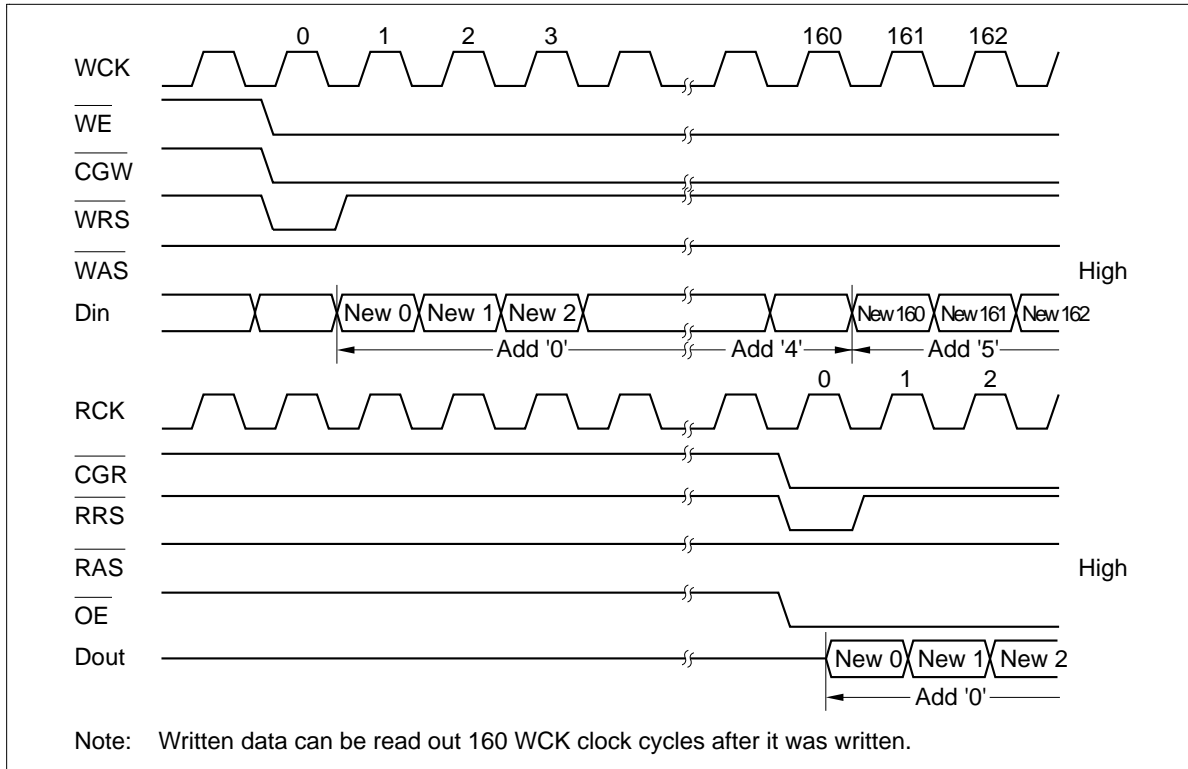 0 1 2 3 160 161 162
WCK
WE
CGW
WRS
WAS High
Din New 0 New 1 New 2 New 160 New 161 New 162
Add '0' Add '4' Add '5'
0 1 2
RCK
CGR
RRS
RAS High
OE
Dout New 0 New 1 New 2
Add '0'
Note: Written data can be read out 160 WCK clock cycles after it was written.